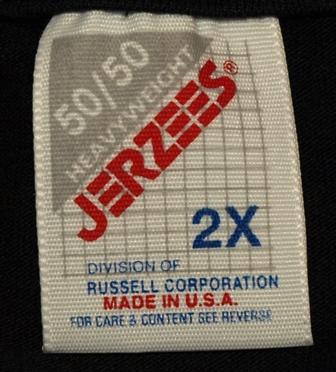 50/50
HEAVYWEIGHT
JERZEES®
2X
DIVISION OF
RUSSELL CORPORATION
MADE IN U.S.A.
FOR CARE & CONTENT SEE REVERSE